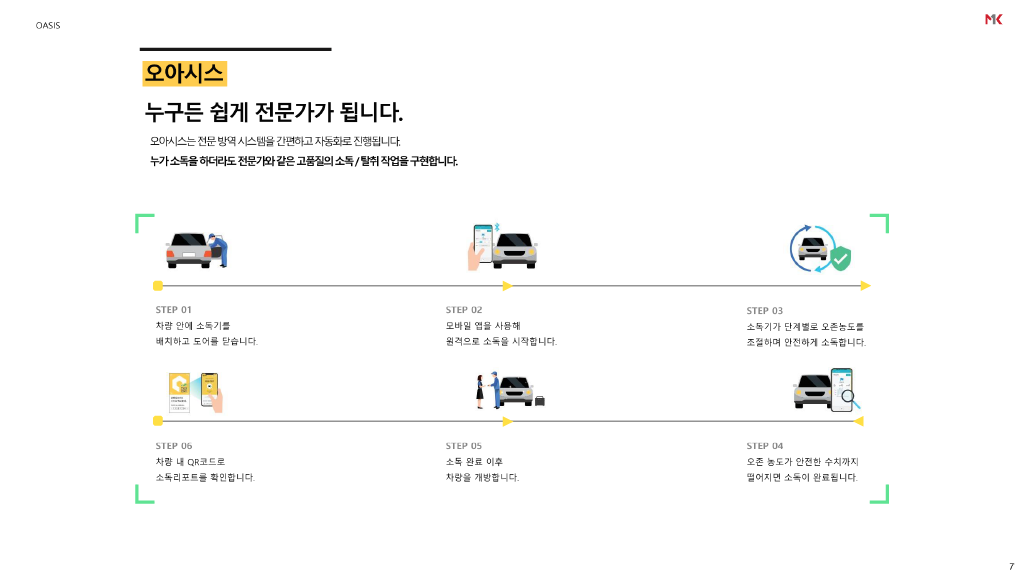 OASIS
MK
오아시스
누구든 쉽게 전문가가 됩니다.
오아시스는 전문 방역 시스템을 간편하고 자동화로 진행됩니다.
누가 소독을 하더라도 전문가와 같은 고품질의 소독 / 탈취 작업을 구현합니다.
STEP 01
차량 안에 소독기를
배치하고 도어를 닫습니다.
STEP 02
모바일 앱을 사용해
원격으로 소독을 시작합니다.
STEP 03
소독기가 단계별로 오존농도를
조절하며 안전하게 소독합니다.
STEP 06
차량 내 QR코드로
소독리포트를 확인합니다.
STEP 05
소독 완료 이후
차량을 개방합니다.
STEP 04
오존 농도가 안전한 수치까지
떨어지면 소독이 완료됩니다.
7